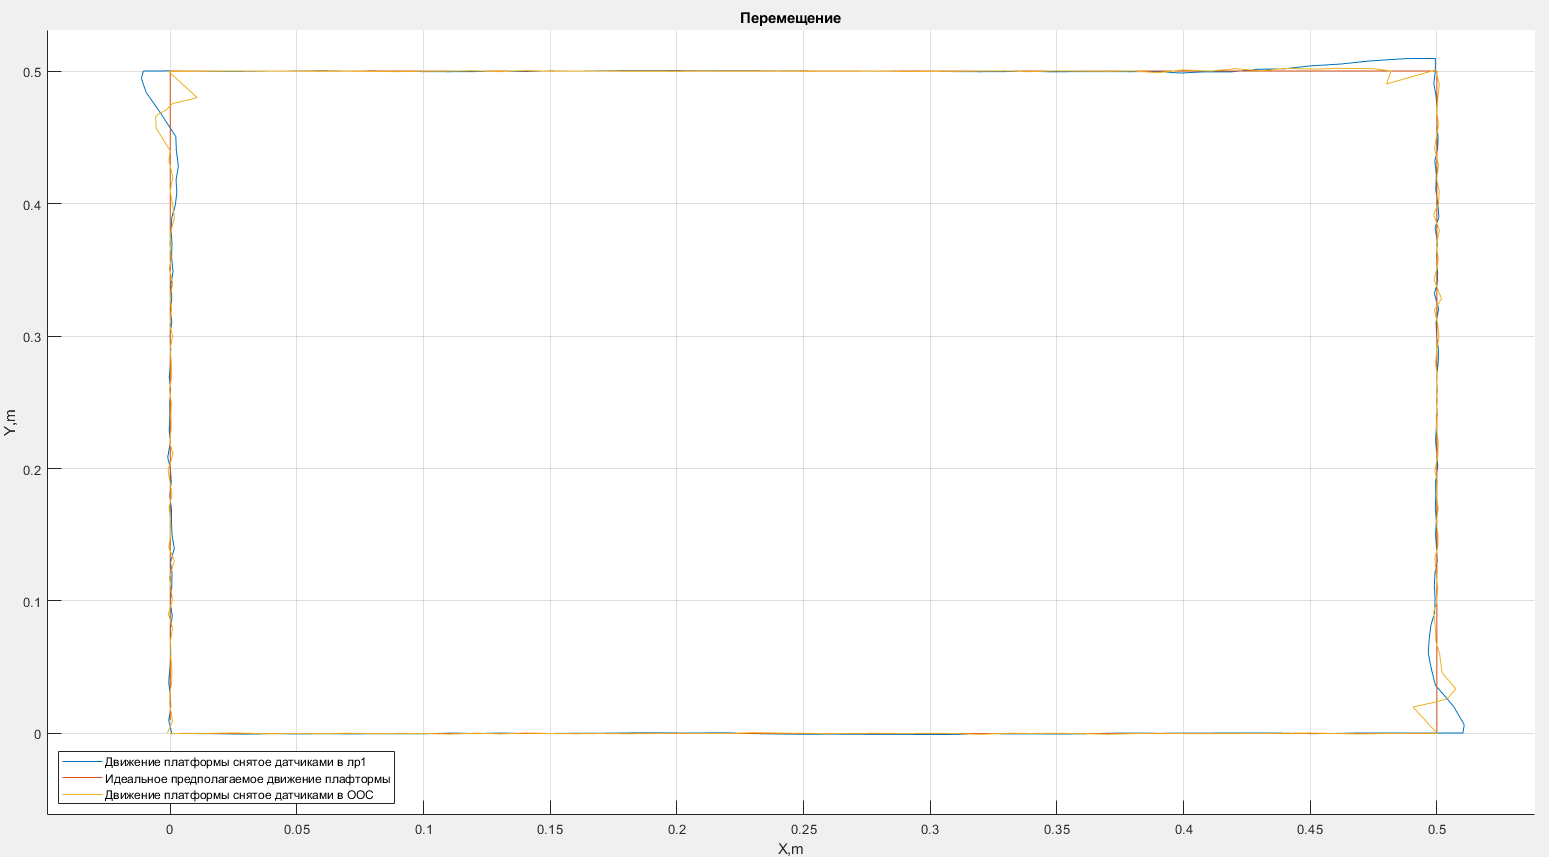 Перемещение
0.5
0.4
0.3
0.2
0.1
0
Y,m
Движение платформы снятое датчиками в лр1
Идеальное предполагаемое движение плафтормы
Движение платформы снятое датчиками в ООС
0 0.05 0.1 0.15 0.2 0.25 0.3 0.35 0.4 0.45 0.5
X,m